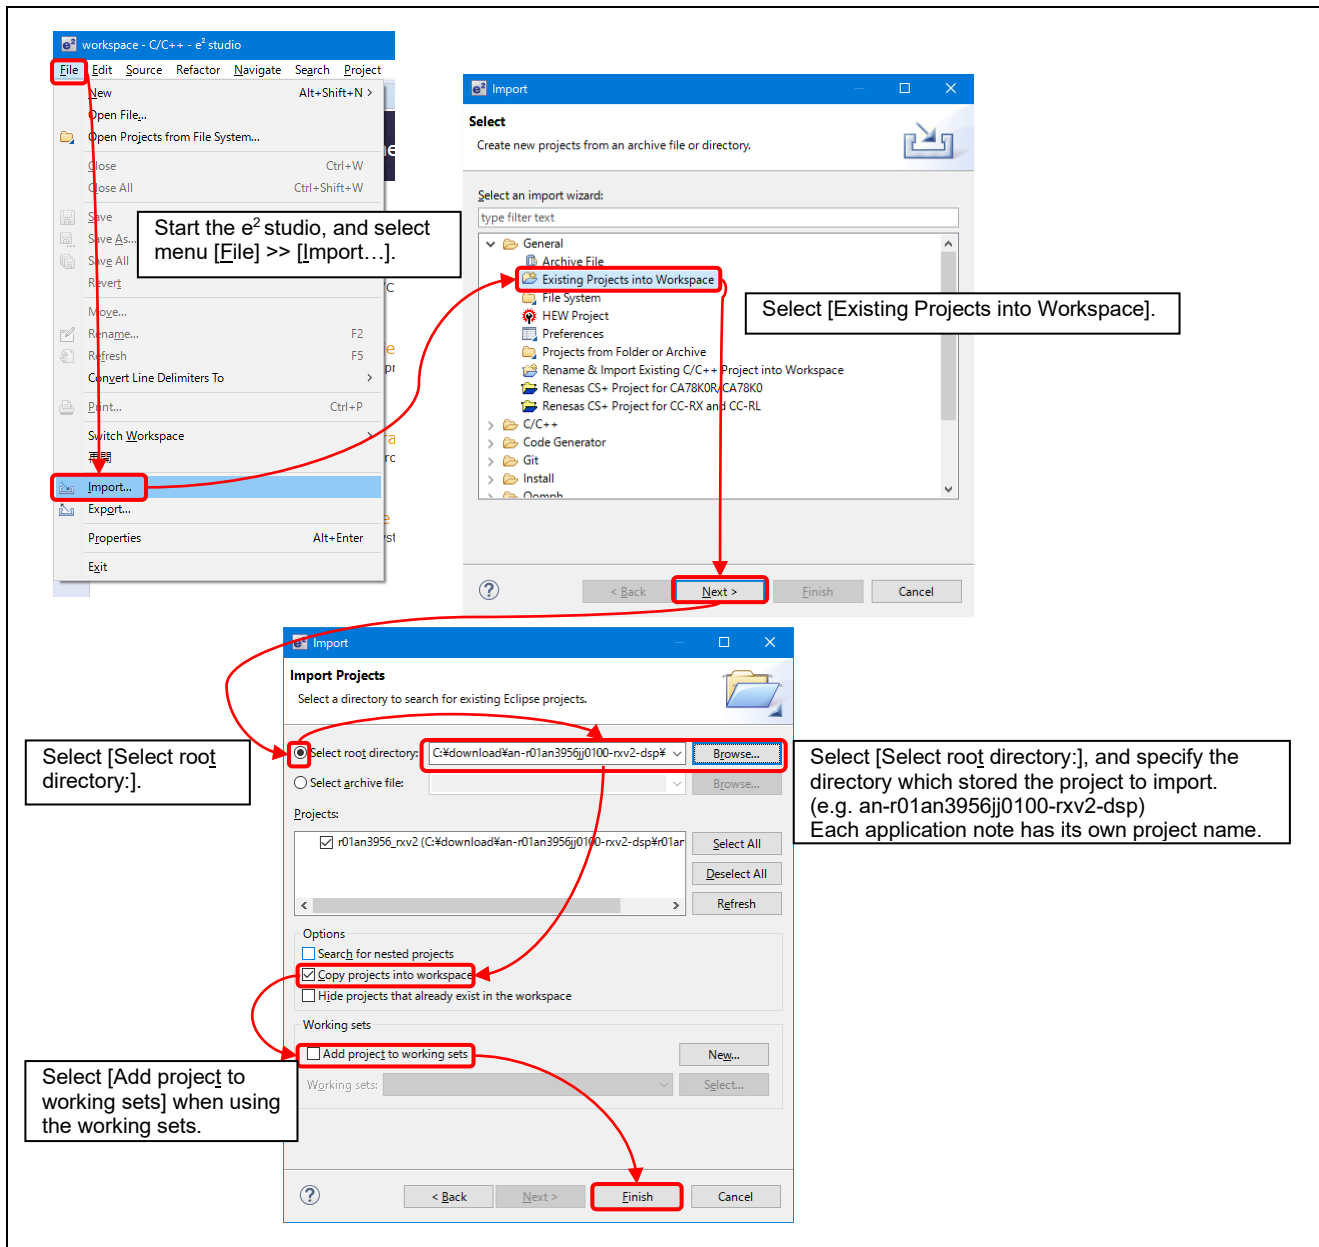 workspace - C/C++ - e² studio
File Edit Source Refactor Navigate Search Project
New Alt+Shift+N >
Open File...
Open Projects from File System...
Close Ctrl+W
Close All Ctrl+Shift+W
Save
Save As...
Save All
Revert
Move...
Rename... F2
Refresh F5
Convert Line Delimiters To >
Print... Ctrl+P
Switch Workspace >
再開
Import...
Export...
Properties Alt+Enter
Exit
Start the e² studio, and select
menu [File] >> [Import…].
e² Import
Select
Create new projects from an archive file or directory.
Select an import wizard:
type filter text
General
Archive File
Existing Projects into Workspace
File System
HEW Project
Preferences
Projects from Folder or Archive
Rename & Import Existing C/C++ Project into Workspace
Renesas CS+ Project for CA78K0R/CA78K0
Renesas CS+ Project for CC-RX and CC-RL
C/C++
Code Generator
Git
Install
Oomph
? < Back Next > Finish Cancel
Select [Existing Projects into Workspace].
e² Import
Import Projects
Select a directory to search for existing Eclipse projects.
Select root directory: C:¥download¥an-r01an3956jj0100-rxv2-dsp¥ Browse...
Select archive file: Browse...
Projects:
r01an3956_rxv2 (C:¥download¥an-r01an3956jj0100-rxv2-dsp¥r01ar Select All
Deselect All
Refresh
Options
Search for nested projects
Copy projects into workspace
Hide projects that already exist in the workspace
Working sets
Add project to working sets New...
Working sets: Select...
? < Back Next > Finish Cancel
Select [Select root
directory:].
Select [Select root directory:], and specify the
directory which stored the project to import.
(e.g. an-r01an3956jj0100-rxv2-dsp)
Each application note has its own project name.
Select [Add project to
working sets] when using
the working sets.